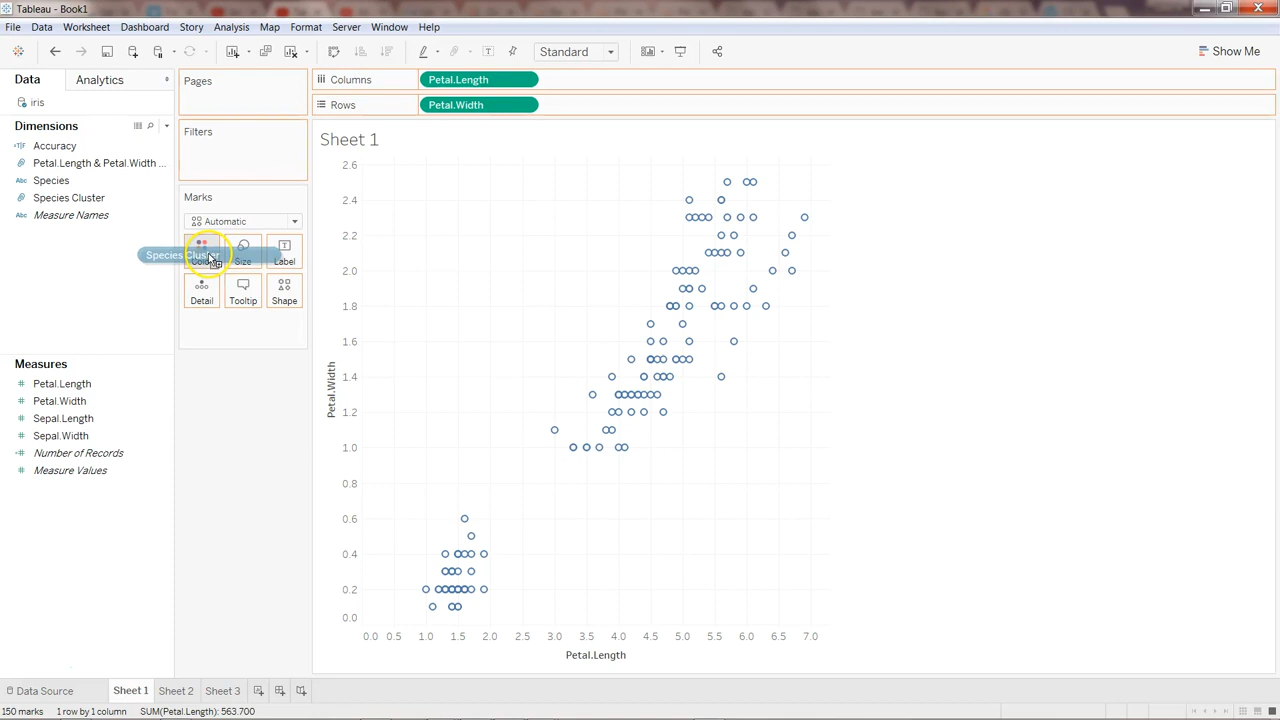 Tableau - Book1
File Data Worksheet Dashboard Story Analysis Map Format Server Window Help
Standard
Show Me
Data
Analytics
Pages
Columns
Petal.Length
iris
Rows
Petal.Width
Dimensions
Filters
Sheet 1
Accuracy
Petal.Length & Petal.Width ...
Abc Species
Species Cluster
Abc Measure Names
Marks
Automatic
Species Cluster
Size
Label
Detail
Tooltip
Shape
Measures
Petal.Length
Petal.Width
Sepal.Length
Sepal.Width
Number of Records
Measure Values
2.6
2.4
2.2
2.0
1.8
1.6
1.4
1.2
1.0
0.8
0.6
0.4
0.2
0.0
Petal.Width
0.0 0.5 1.0 1.5 2.0 2.5 3.0 3.5 4.0 4.5 5.0 5.5 6.0 6.5 7.0
Petal.Length
Data Source
Sheet 1
Sheet 2
Sheet 3
150 marks 1 row by 1 column SUM(Petal.Length): 563.700